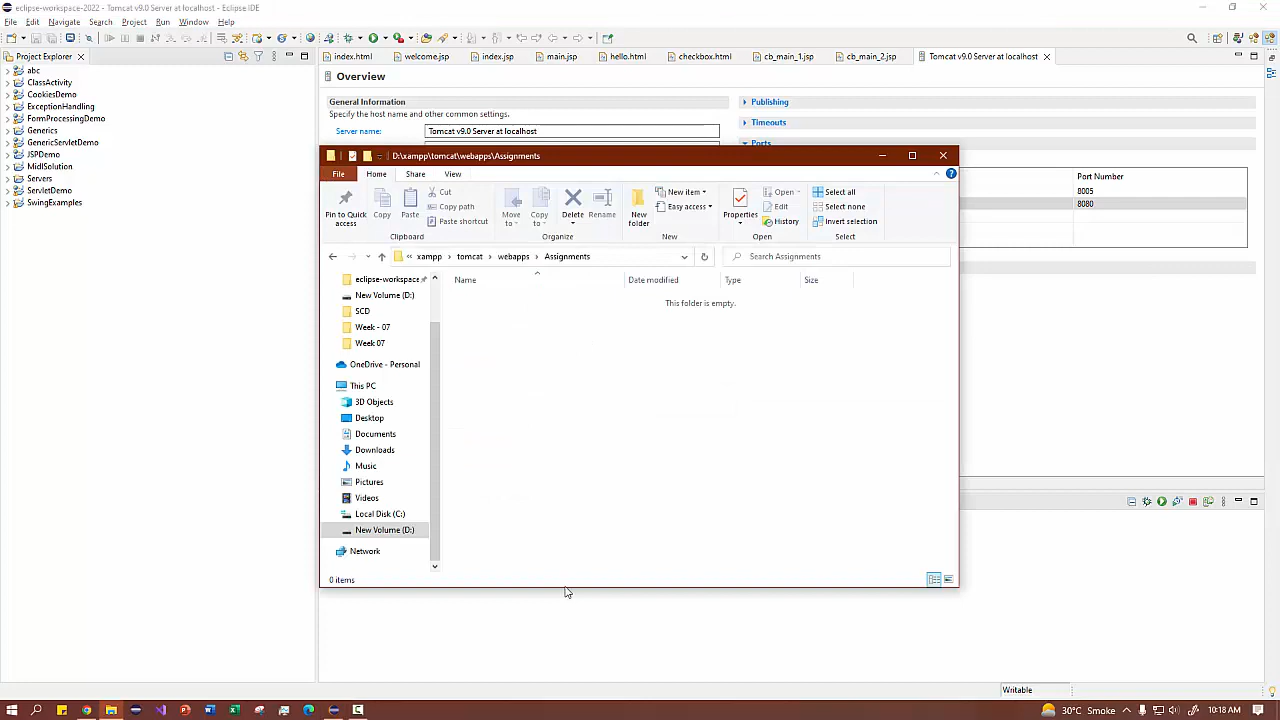 eclipse-workspace-2022 - Tomcat v9.0 Server at localhost - Eclipse IDE
File Edit Navigate Search Project Run Window Help
Project Explorer
abc
ClassActivity
CookiesDemo
ExceptionHandling
FormProcessingDemo
Generics
GenericServletDemo
JSPDemo
MidlSolution
Servers
ServletDemo
SwingExamples
index.html welcome.jsp index.jsp main.jsp hello.html checkbox.html cb_main_1.jsp cb_main_2.jsp Tomcat v9.0 Server at localhost
Overview
General Information
Specify the host name and other common settings.
Server name: Tomcat v9.0 Server at localhost
Publishing
Timeouts
Ports
Port Number
8005
8080
D:\xampp\tomcat\webapps\Assignments
File Home Share View
Pin to Quick access
Copy
Paste
Cut
Copy path
Paste shortcut
Clipboard
Move to
Copy to
Delete
Rename
Organize
New folder
New item
Easy access
New
Properties
Open
Edit
History
Open
Select all
Select none
Invert selection
Select
« xampp › tomcat › webapps › Assignments
Search Assignments
Name Date modified Type Size
This folder is empty.
eclipse-workspace
New Volume (D:)
SCD
Week - 07
Week 07
OneDrive - Personal
This PC
3D Objects
Desktop
Documents
Downloads
Music
Pictures
Videos
Local Disk (C:)
New Volume (D:)
Network
0 items
Writable
30°C Smoke
10:18 AM